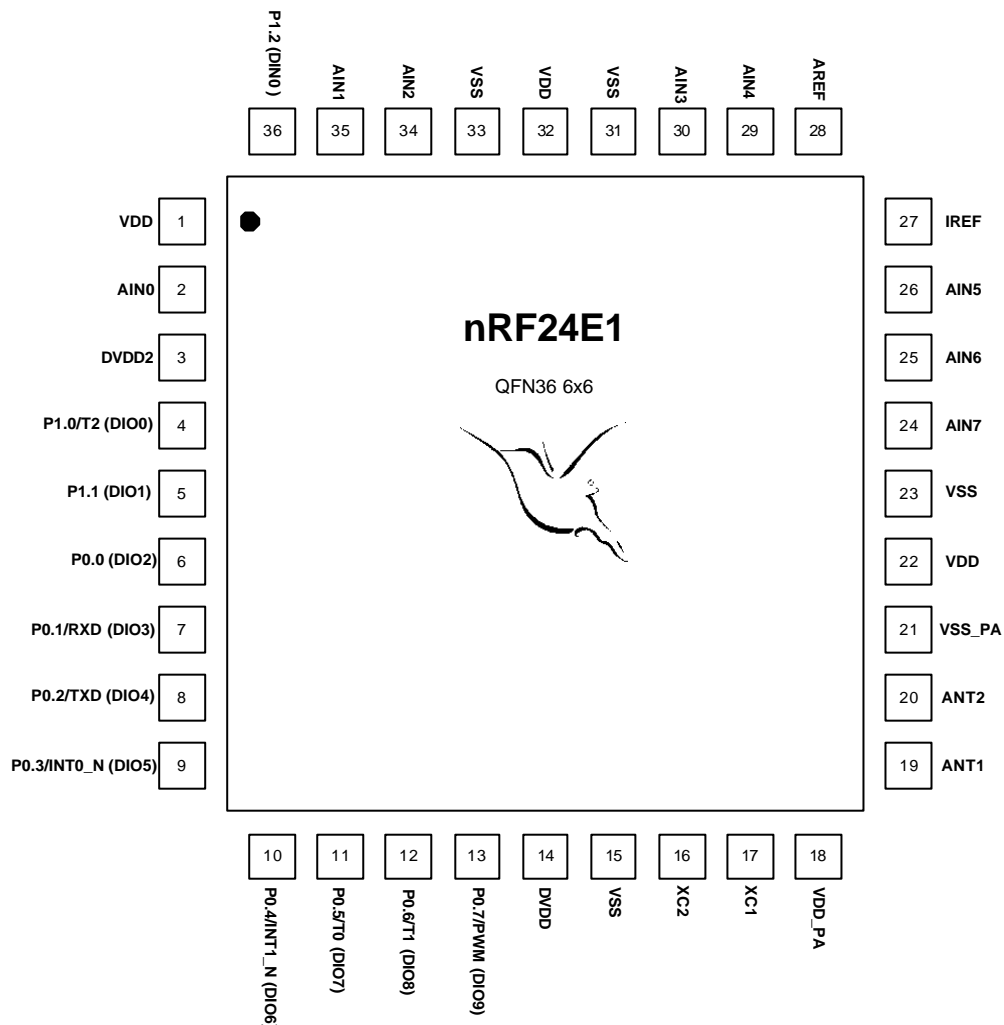 P1.2 (DIN0)
AIN1
AIN2
VSS
VDD
VSS
AIN3
AIN4
AREF
36
35
34
33
32
31
30
29
28
VDD 1
AIN0 2
DVDD2 3
P1.0/T2 (DIO0) 4
P1.1 (DIO1) 5
P0.0 (DIO2) 6
P0.1/RXD (DIO3) 7
P0.2/TXD (DIO4) 8
P0.3/INT0_N (DIO5) 9
nRF24E1
QFN36 6x6
27 IREF
26 AIN5
25 AIN6
24 AIN7
23 VSS
22 VDD
21 VSS_PA
20 ANT2
19 ANT1
10
11
12
13
14
15
16
17
18
P0.4/INT1_N (DIO6)
P0.5/T0 (DIO7)
P0.6/T1 (DIO8)
P0.7/PWM (DIO9)
DVDD
VSS
XC2
XC1
VDD_PA